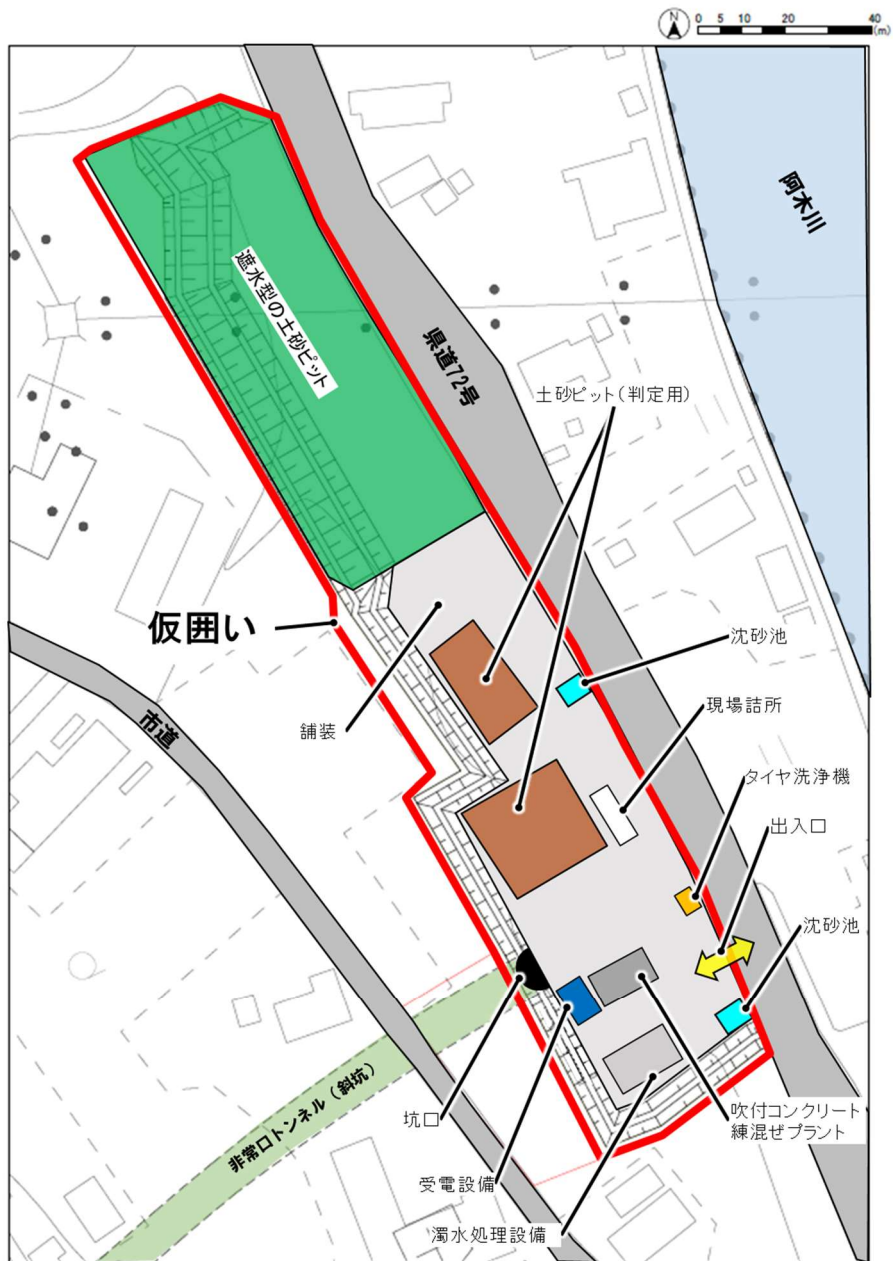 N
0 5 10 20 40
(m)
阿木川
遮水型の土砂ピット
県道72号
土砂ピット(判定用)
仮囲い
沈砂池
市道
現場詰所
舗装
タイヤ洗浄機
出入口
沈砂池
非常口トンネル(斜坑)
坑口
吹付コンクリート
練混ぜプラント
受電設備
濁水処理設備